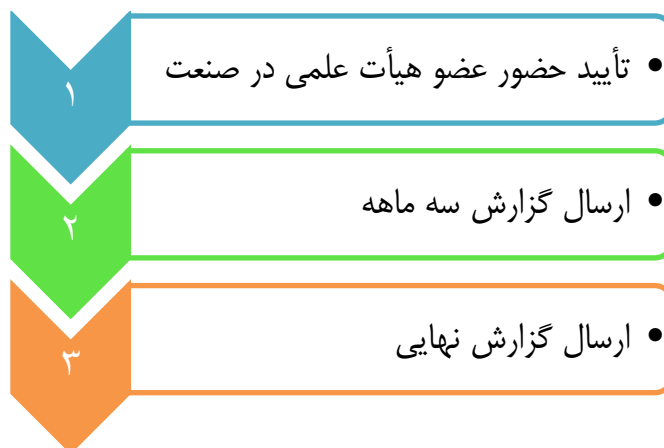 ۱
• تأیید حضور عضو هیأت علمی در صنعت
۲
• ارسال گزارش سه ماهه
۳
• ارسال گزارش نهایی